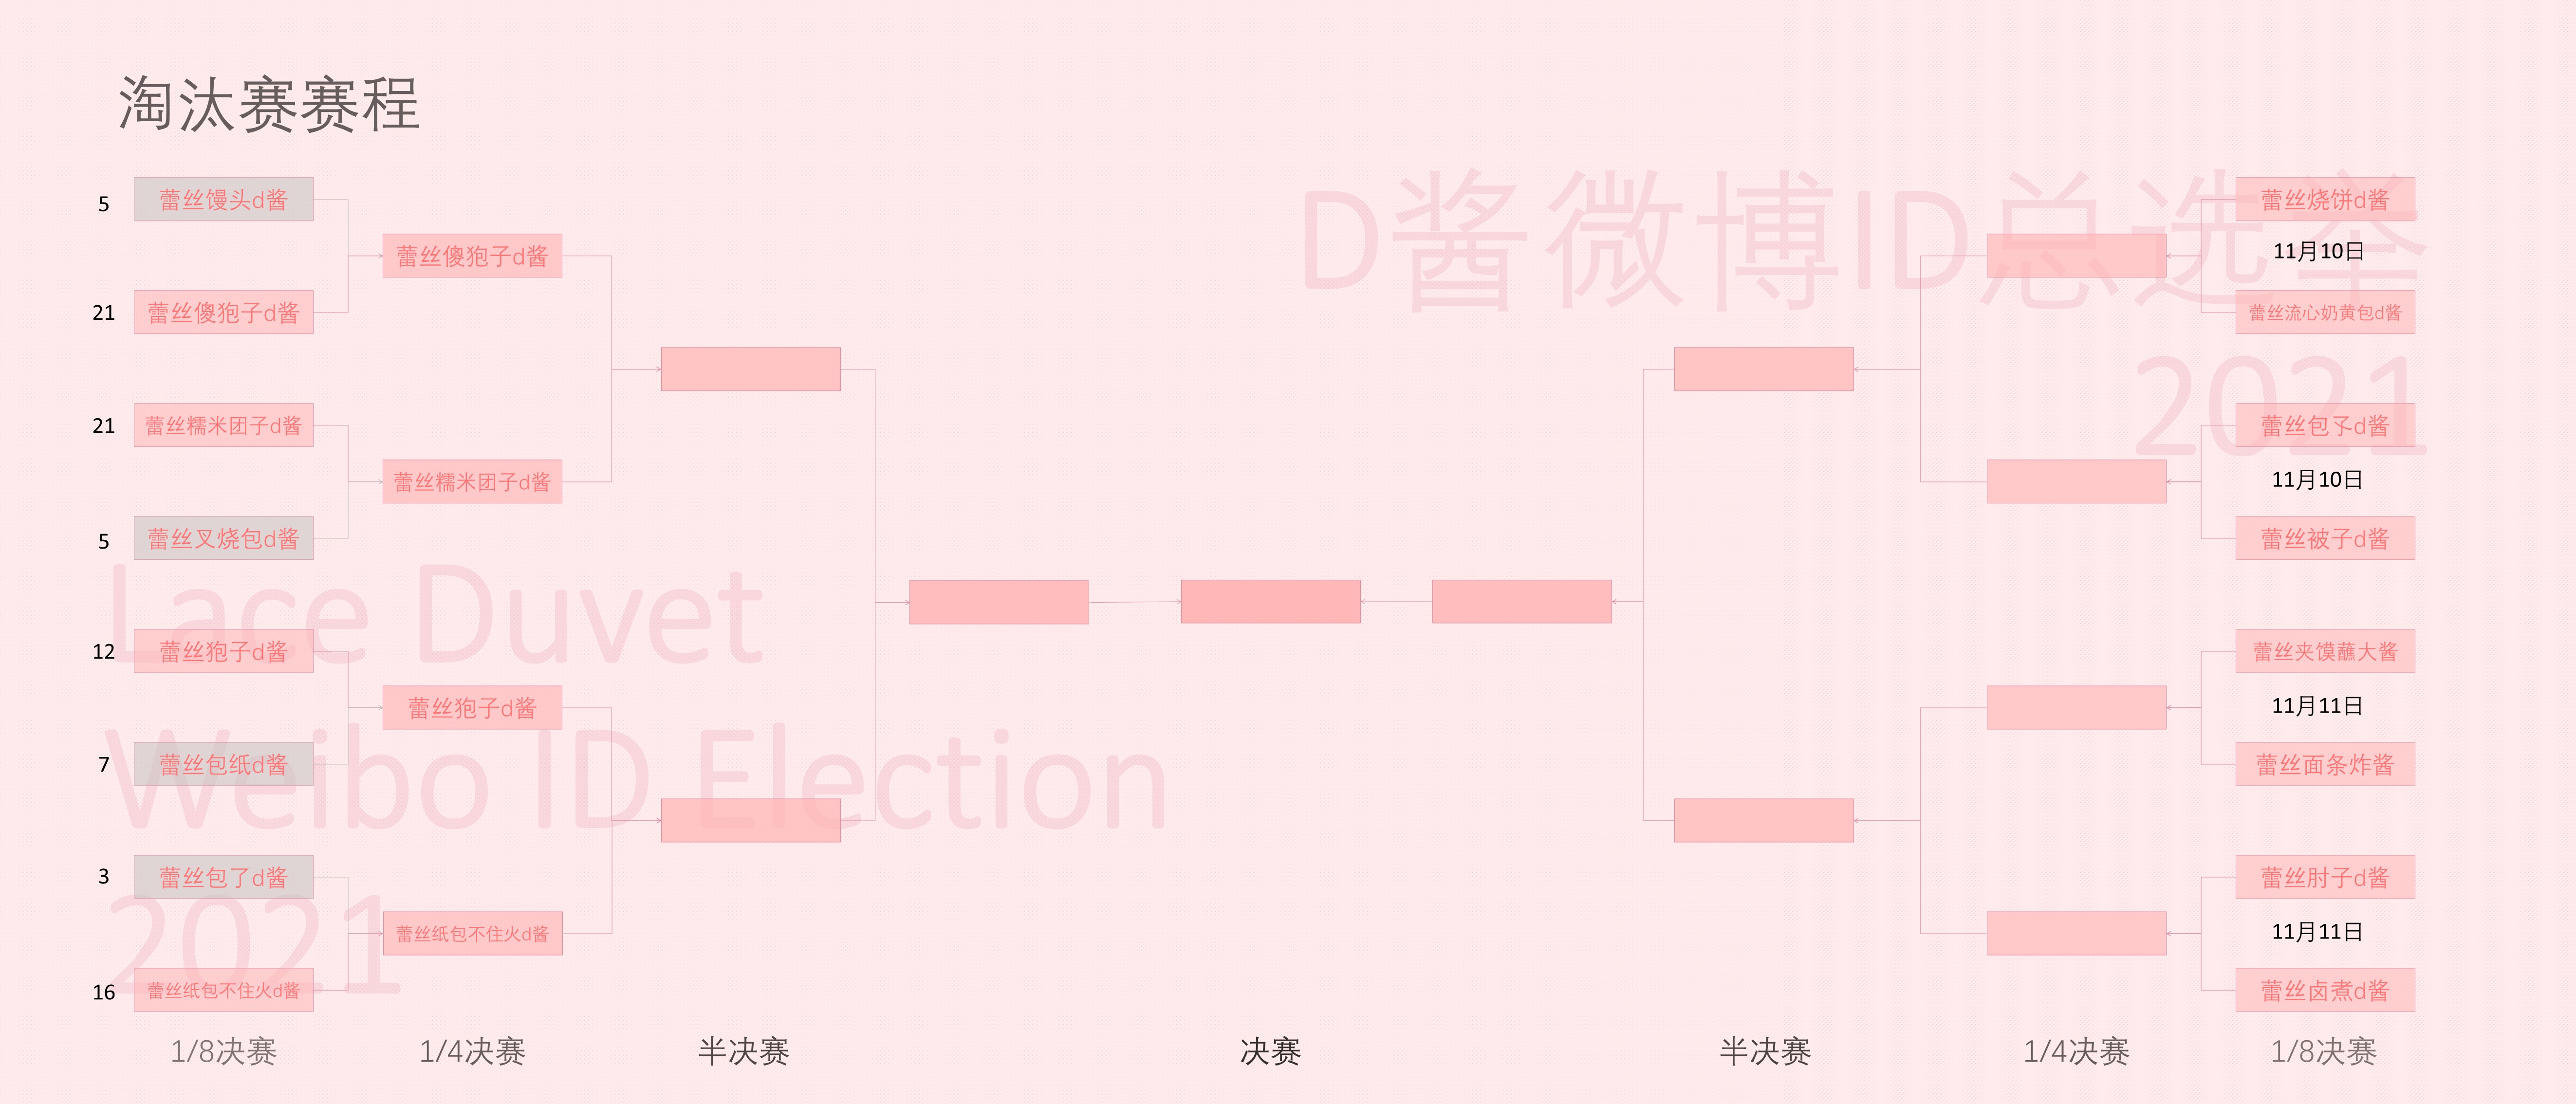 淘汰赛赛程
D酱微博ID总选举
2021
Lace Duvet
Weibo ID Election
2021
5 蕾丝馒头d酱
蕾丝傻狍子d酱
21 蕾丝傻狍子d酱
21 蕾丝糯米团子d酱
蕾丝糯米团子d酱
5 蕾丝叉烧包d酱
12 蕾丝狍子d酱
蕾丝狍子d酱
7 蕾丝包纸d酱
3 蕾丝包了d酱
蕾丝纸包不住火d酱
16 蕾丝纸包不住火d酱
蕾丝烧饼d酱
11月10日
蕾丝流心奶黄包d酱
蕾丝包孓d酱
11月10日
蕾丝被子d酱
蕾丝夹馍蘸大酱
11月11日
蕾丝面条炸酱
蕾丝肘子d酱
11月11日
蕾丝卤煮d酱
1/8决赛 1/4决赛 半决赛 决赛 半决赛 1/4决赛 1/8决赛